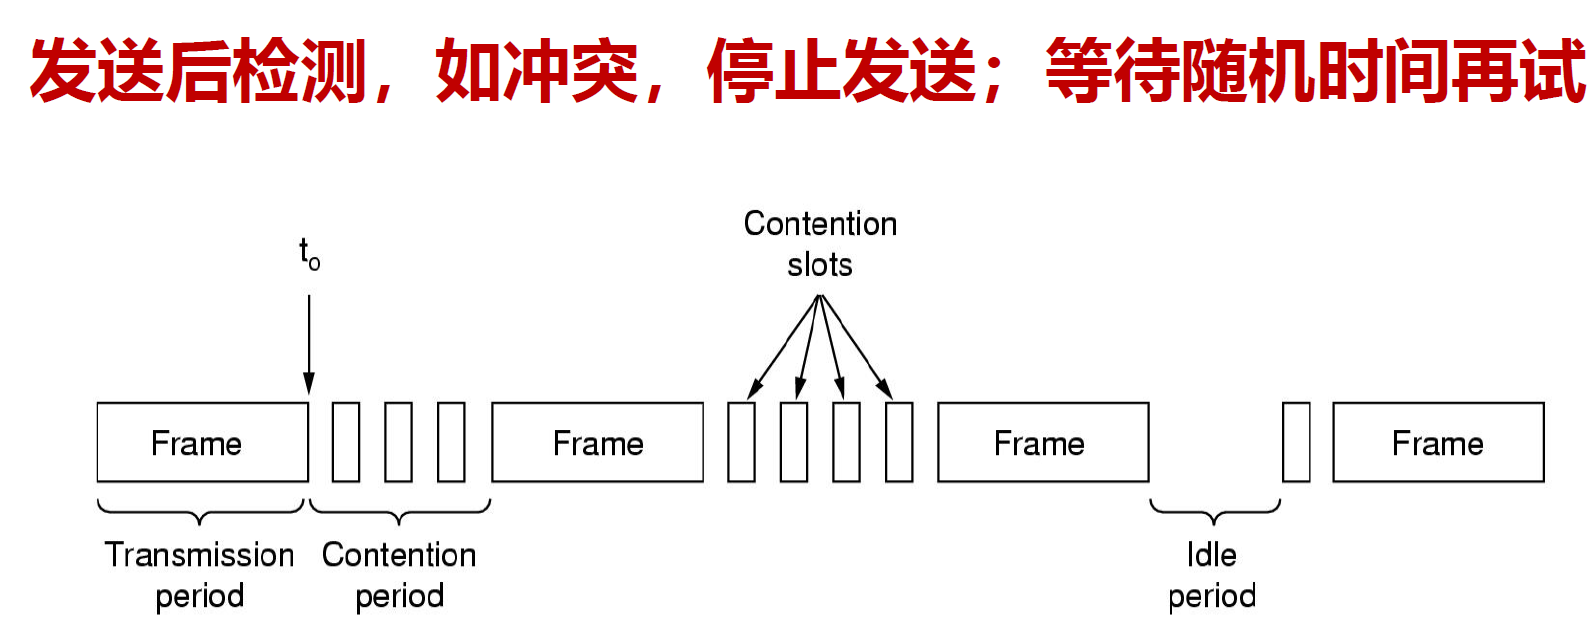 发送后检测，如冲突，停止发送；等待随机时间再试
Contention
slots
to
Frame
Frame
Frame
Frame
Transmission
period
Contention
period
Idle
period